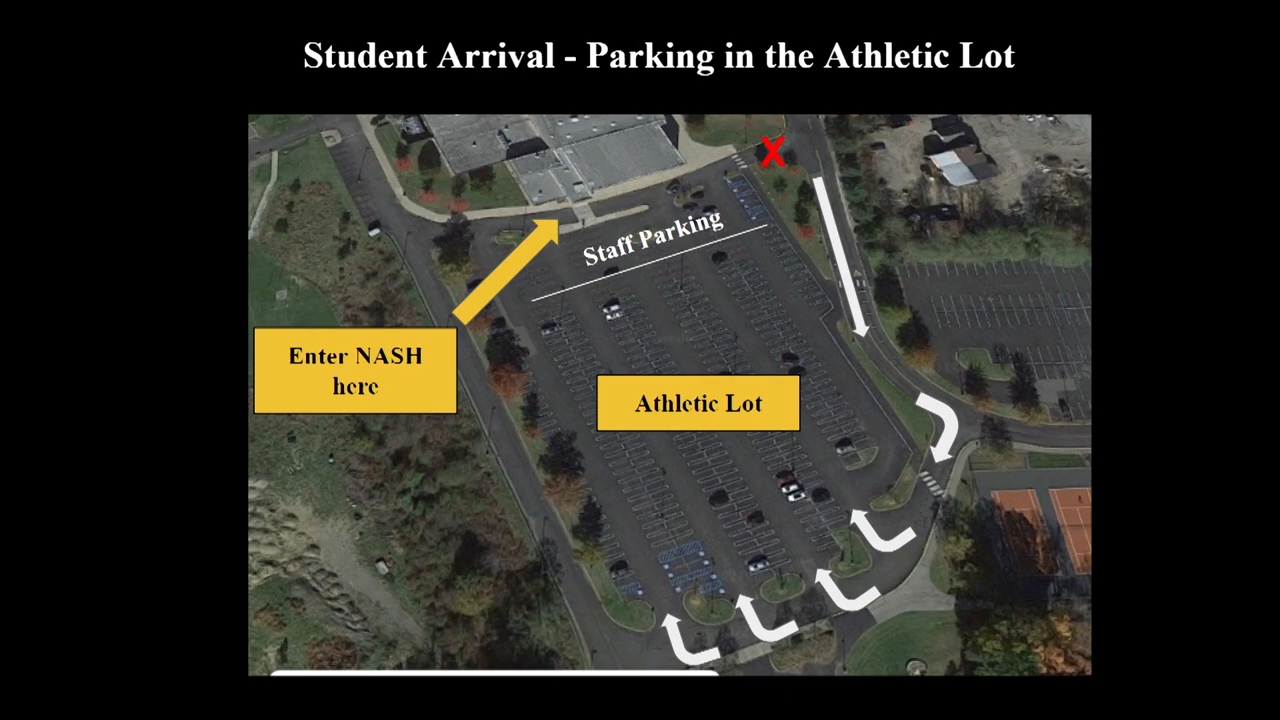 Student Arrival - Parking in the Athletic Lot
X
Staff Parking
Enter NASH
here
Athletic Lot